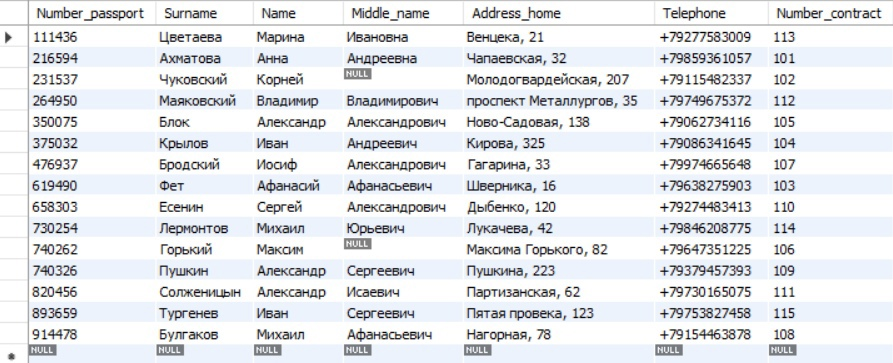 Number_passport Surname Name Middle_name Address_home Telephone Number_contract
111436 Цветаева Марина Ивановна Венцека, 21 +79277583009 113
216594 Ахматова Анна Андреевна Чапаевская, 32 +79859361057 101
231537 Чуковский Корней NULL Молодогвардейская, 207 +79115482337 102
264950 Маяковский Владимир Владимирович проспект Металлургов, 35 +79749675372 112
350075 Блок Александр Александрович Ново-Садовая, 138 +79062734116 105
375032 Крылов Иван Андреевич Кирова, 325 +79086341645 104
476937 Бродский Иосиф Александрович Гагарина, 33 +79974665648 107
619490 Фет Афанасий Афанасьевич Шверника, 16 +79638275903 103
658303 Есенин Сергей Александрович Дыбенко, 120 +79274483413 110
730254 Лермонтов Михаил Юрьевич Лукачева, 42 +79846208775 114
740262 Горький Максим NULL Максима Горького, 82 +79647351225 106
740326 Пушкин Александр Сергеевич Пушкина, 223 +79379457393 109
820456 Солженицын Александр Исаевич Партизанская, 62 +79730165075 111
893659 Тургенев Иван Сергеевич Пятая провека, 123 +79753827458 115
914478 Булгаков Михаил Афанасьевич Нагорная, 78 +79154463878 108
NULL NULL NULL NULL NULL NULL NULL